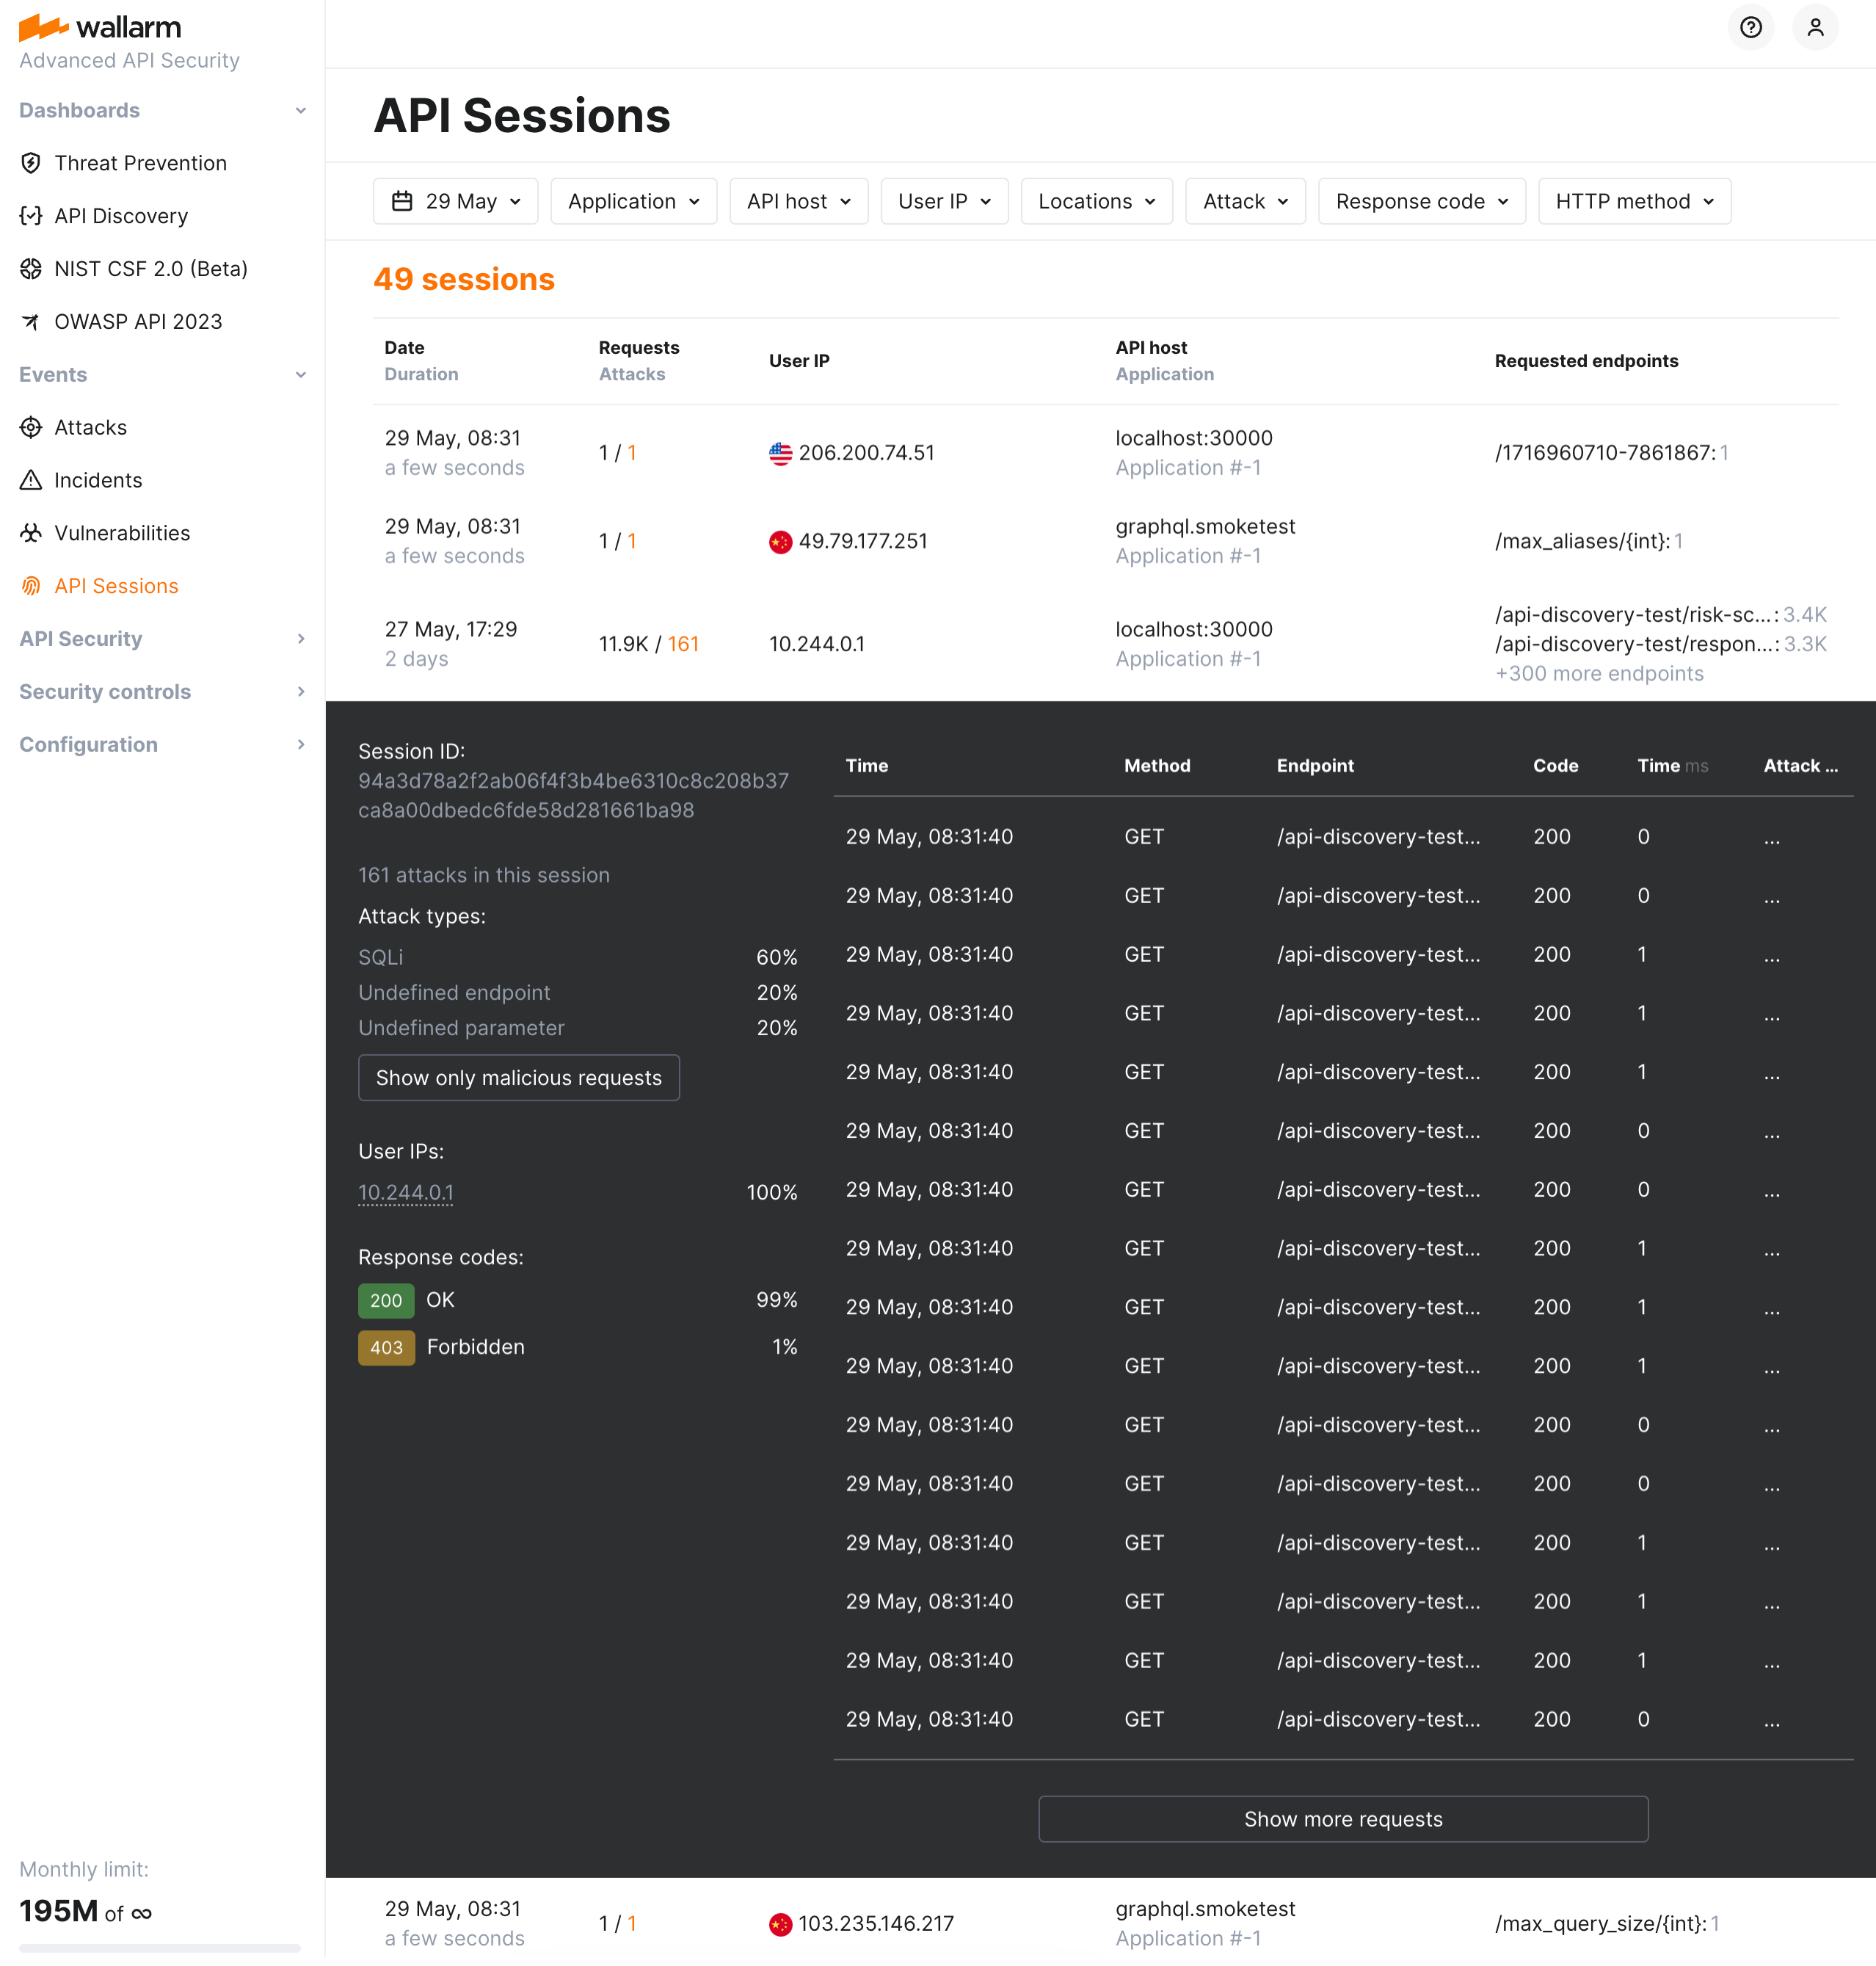 wallarm
Advanced API Security
Dashboards
Threat Prevention
API Discovery
NIST CSF 2.0 (Beta)
OWASP API 2023
Events
Attacks
Incidents
Vulnerabilities
API Sessions
API Security
Security controls
Configuration
Monthly limit:
195M of ∞
API Sessions
29 May Application API host User IP Locations Attack Response code HTTP method
49 sessions
Date Requests User IP API host Requested endpoints
Duration Attacks Application
29 May, 08:31 1 / 1 206.200.74.51 localhost:30000 /1716960710-7861867: 1
a few seconds Application #-1
29 May, 08:31 1 / 1 49.79.177.251 graphql.smoketest /max_aliases/{int}: 1
a few seconds Application #-1
27 May, 17:29 11.9K / 161 10.244.0.1 localhost:30000 /api-discovery-test/risk-sc...: 3.4K
2 days Application #-1 /api-discovery-test/respon...: 3.3K
+300 more endpoints
Session ID:
94a3d78a2f2ab06f4f3b4be6310c8c208b37
ca8a00dbedc6fde58d281661ba98
161 attacks in this session
Attack types:
SQLi 60%
Undefined endpoint 20%
Undefined parameter 20%
Show only malicious requests
User IPs:
10.244.0.1 100%
Response codes:
200 OK 99%
403 Forbidden 1%
Time Method Endpoint Code Time ms Attack ...
29 May, 08:31:40 GET /api-discovery-test... 200 0 ...
29 May, 08:31:40 GET /api-discovery-test... 200 0 ...
29 May, 08:31:40 GET /api-discovery-test... 200 1 ...
29 May, 08:31:40 GET /api-discovery-test... 200 1 ...
29 May, 08:31:40 GET /api-discovery-test... 200 1 ...
29 May, 08:31:40 GET /api-discovery-test... 200 0 ...
29 May, 08:31:40 GET /api-discovery-test... 200 0 ...
29 May, 08:31:40 GET /api-discovery-test... 200 1 ...
29 May, 08:31:40 GET /api-discovery-test... 200 1 ...
29 May, 08:31:40 GET /api-discovery-test... 200 1 ...
29 May, 08:31:40 GET /api-discovery-test... 200 0 ...
29 May, 08:31:40 GET /api-discovery-test... 200 0 ...
29 May, 08:31:40 GET /api-discovery-test... 200 1 ...
29 May, 08:31:40 GET /api-discovery-test... 200 1 ...
29 May, 08:31:40 GET /api-discovery-test... 200 1 ...
29 May, 08:31:40 GET /api-discovery-test... 200 0 ...
Show more requests
29 May, 08:31 1 / 1 103.235.146.217 graphql.smoketest /max_query_size/{int}: 1
a few seconds Application #-1